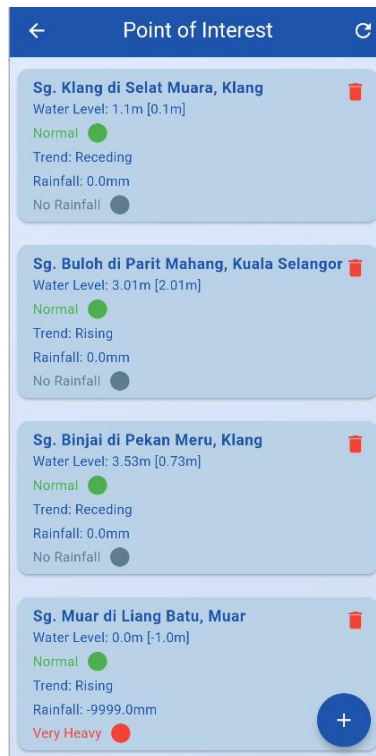 Point of Interest
Sg. Klang di Selat Muara, Klang
Water Level: 1.1m [0.1m]
Normal
Trend: Receding
Rainfall: 0.0mm
No Rainfall
Sg. Buloh di Parit Mahang, Kuala Selangor
Water Level: 3.01m [2.01m]
Normal
Trend: Rising
Rainfall: 0.0mm
No Rainfall
Sg. Binjai di Pekan Meru, Klang
Water Level: 3.53m [0.73m]
Normal
Trend: Receding
Rainfall: 0.0mm
No Rainfall
Sg. Muar di Liang Batu, Muar
Water Level: 0.0m [-1.0m]
Normal
Trend: Rising
Rainfall: -9999.0mm
Very Heavy